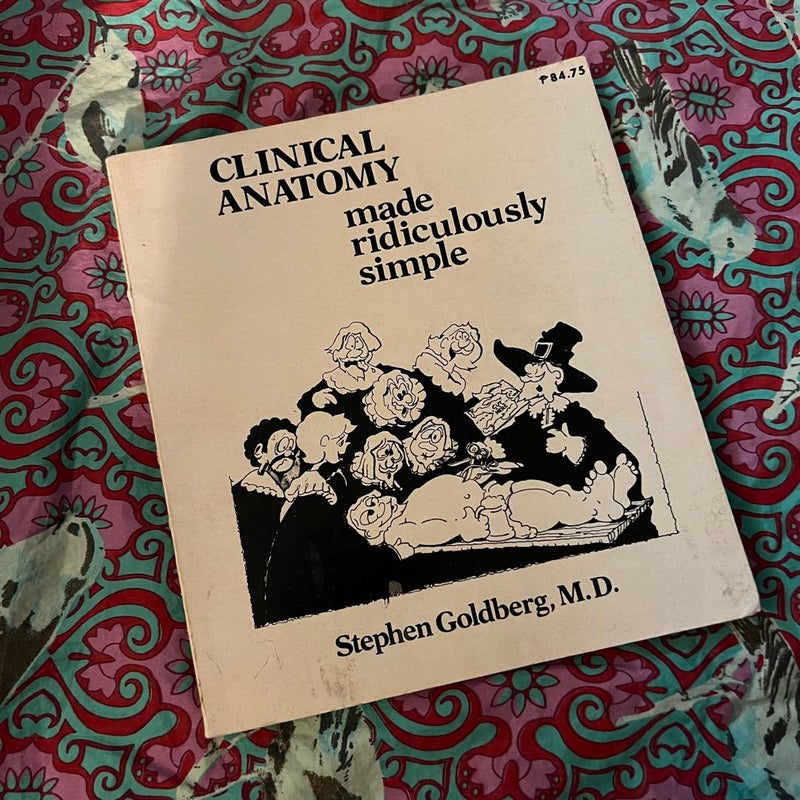 ₱84.75
CLINICAL
ANATOMY
made
ridiculously
simple
Stephen Goldberg, M.D.